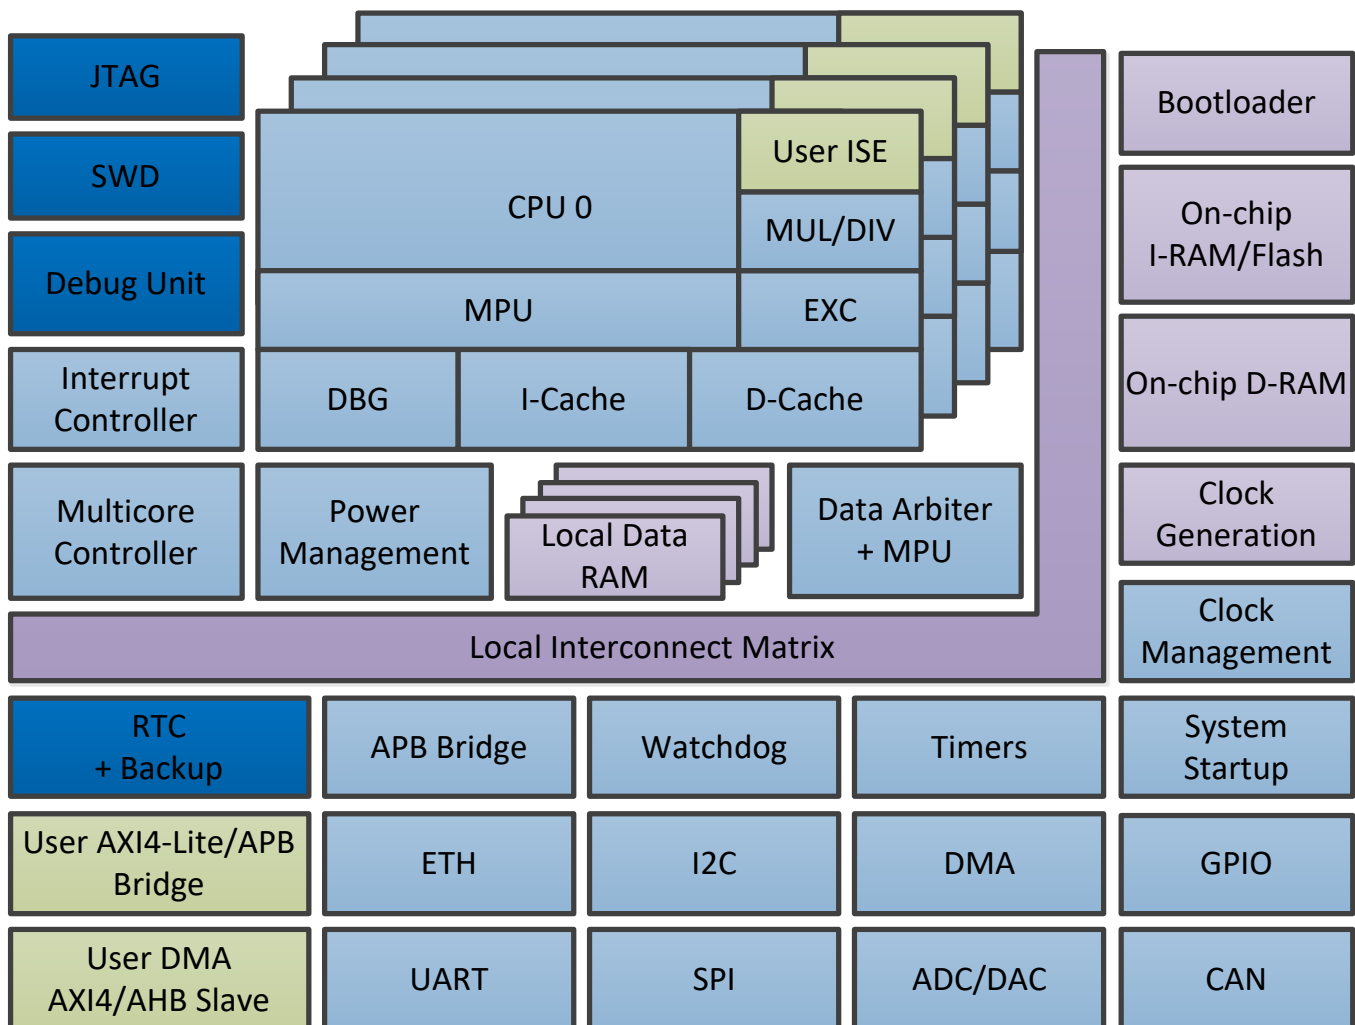 JTAG
SWD
Debug Unit
Interrupt
Controller
Multicore
Controller
CPU 0
User ISE
MUL/DIV
MPU
EXC
DBG
I-Cache
D-Cache
Power
Management
Local Data
RAM
Data Arbiter
+ MPU
Local Interconnect Matrix
Bootloader
On-chip
I-RAM/Flash
On-chip D-RAM
Clock
Generation
Clock
Management
RTC
+ Backup
APB Bridge
Watchdog
Timers
System
Startup
User AXI4-Lite/APB
Bridge
ETH
I2C
DMA
GPIO
User DMA
AXI4/AHB Slave
UART
SPI
ADC/DAC
CAN